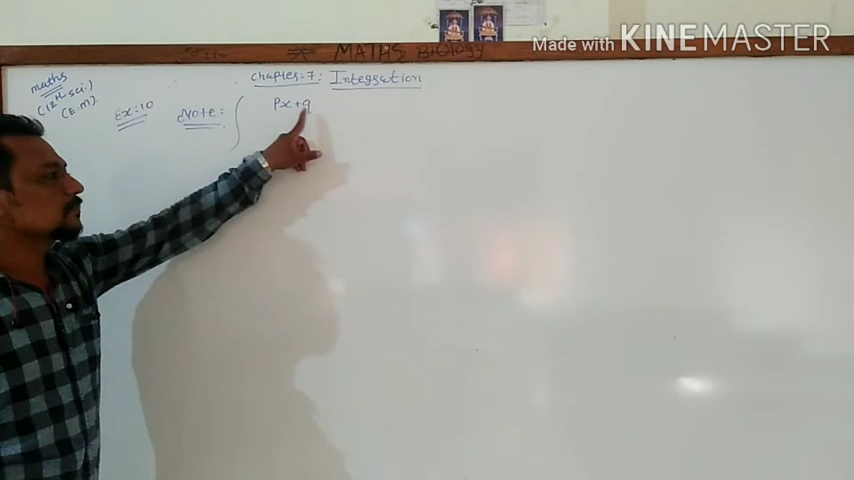 Made with KINEMASTER
MATHS Biology
maths
(12th sci.)
(E.M).
chapter:7: Integration
Ex:10 Note: ∫ Px+q